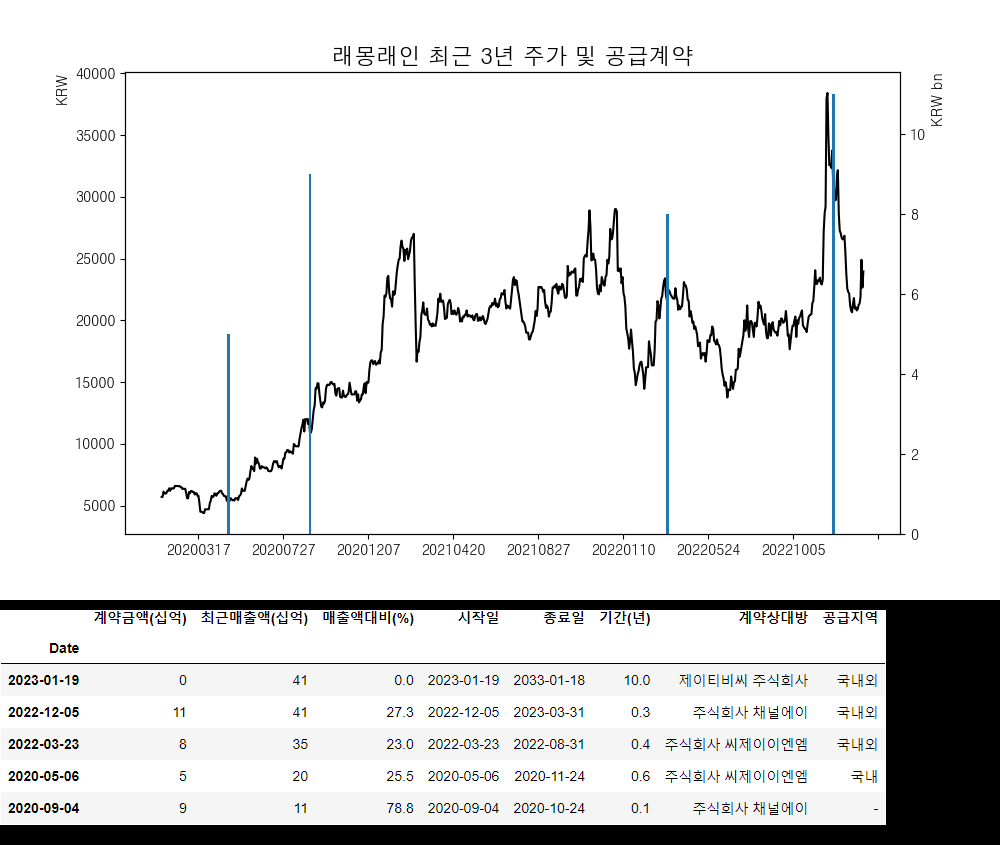 래몽래인 최근 3년 주가 및 공급계약
KRW
KRW bn
40000
35000
30000
25000
20000
15000
10000
5000
10
8
6
4
2
0
20200317 20200727 20201207 20210420 20210827 20220110 20220524 20221005
계약금액(십억) 최근매출액(십억) 매출액대비(%) 시작일 종료일 기간(년) 계약상대방 공급지역
Date
2023-01-19 0 41 0.0 2023-01-19 2033-01-18 10.0 제이티비씨 주식회사 국내외
2022-12-05 11 41 27.3 2022-12-05 2023-03-31 0.3 주식회사 채널에이 국내외
2022-03-23 8 35 23.0 2022-03-23 2022-08-31 0.4 주식회사 씨제이이엔엠 국내외
2020-05-06 5 20 25.5 2020-05-06 2020-11-24 0.6 주식회사 씨제이이엔엠 국내
2020-09-04 9 11 78.8 2020-09-04 2020-10-24 0.1 주식회사 채널에이 -